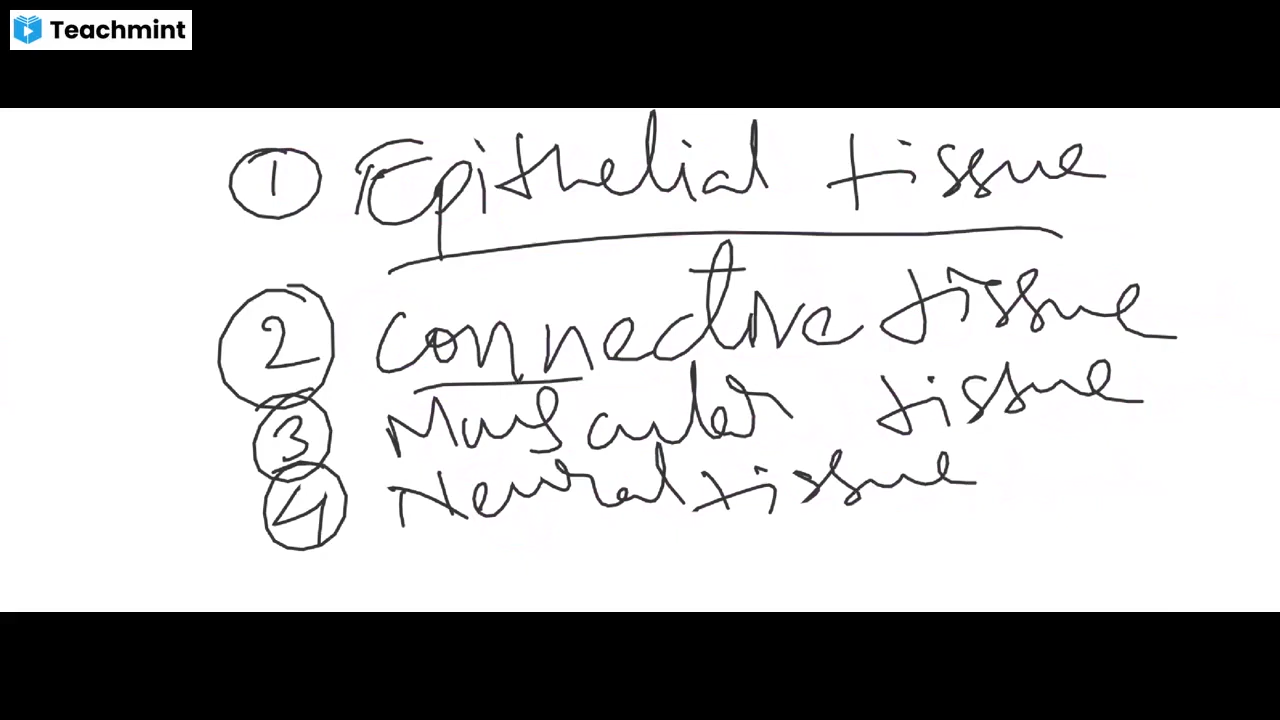 Teachmint
1 Epithelial tissue
2 connective tissue
3 Muscular tissue
4 Neural tissue